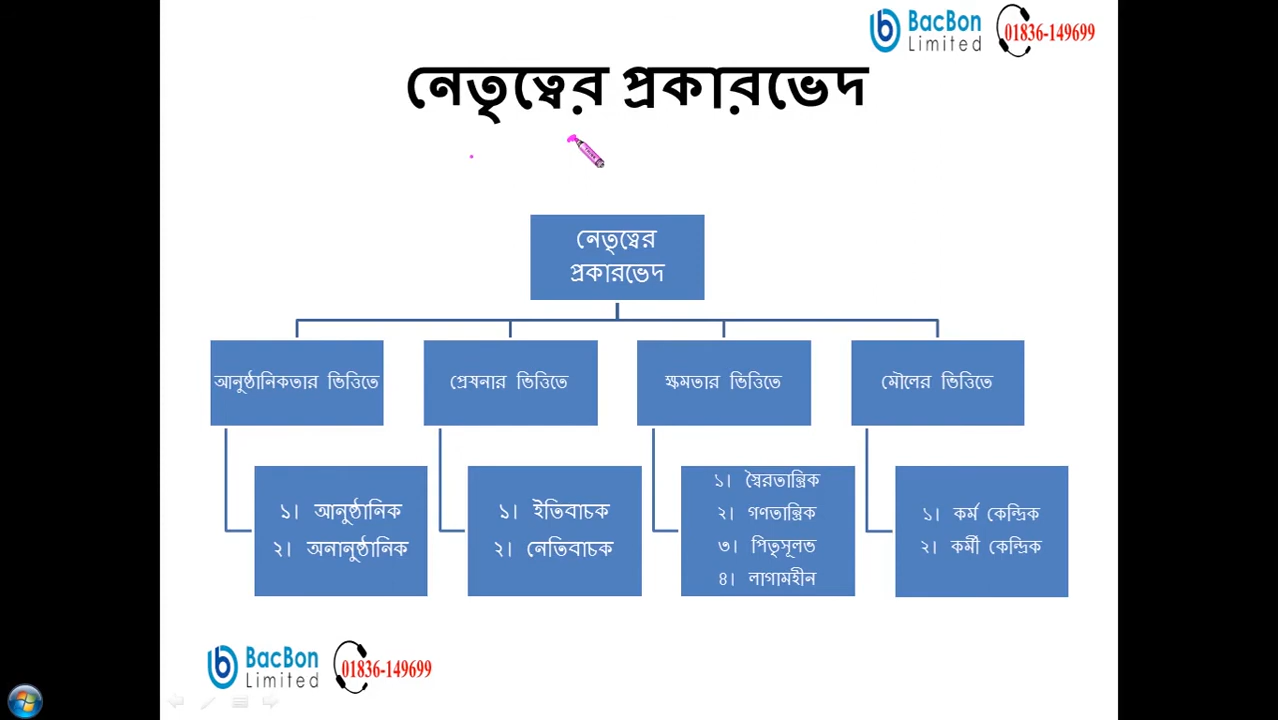 BacBon
Limited
01836-149699
নেতৃত্বের প্রকারভেদ
নেতৃত্বের
প্রকারভেদ
আনুষ্ঠানিকতার ভিত্তিতে
প্রেষনার ভিত্তিতে
ক্ষমতার ভিত্তিতে
মৌলের ভিত্তিতে
১। আনুষ্ঠানিক
২। অনানুষ্ঠানিক
১। ইতিবাচক
২। নেতিবাচক
১। স্বৈরতান্ত্রিক
২। গণতান্ত্রিক
৩। পিতৃসূলভ
৪। লাগামহীন
১। কর্ম কেন্দ্রিক
২। কর্মী কেন্দ্রিক
BacBon
Limited
01836-149699